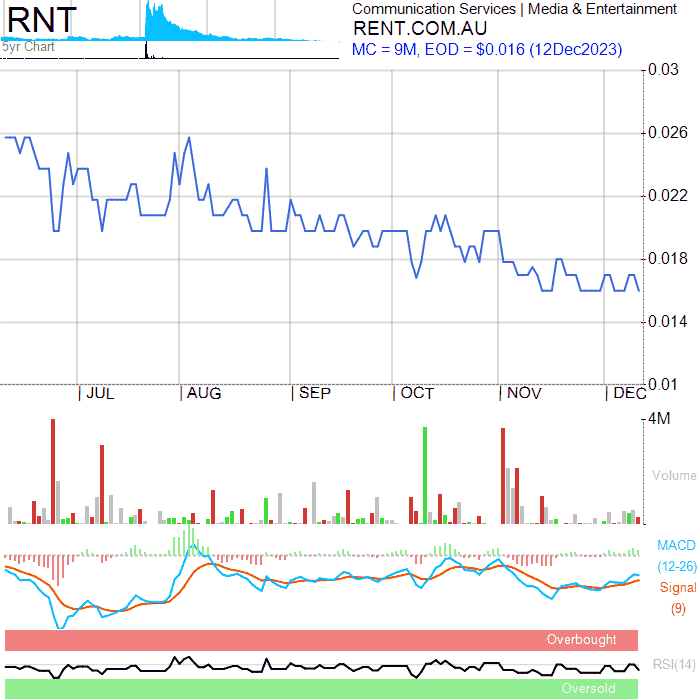 RNT
Communication Services | Media & Entertainment
RENT.COM.AU
MC = 9M, EOD = $0.016 (12Dec2023)
5yr Chart
0.03
0.026
0.022
0.018
0.014
0.01
| JUL | AUG | SEP | OCT | NOV | DEC
4M
Volume
MACD
(12-26)
Signal
(9)
Overbought
RSI(14)
Oversold